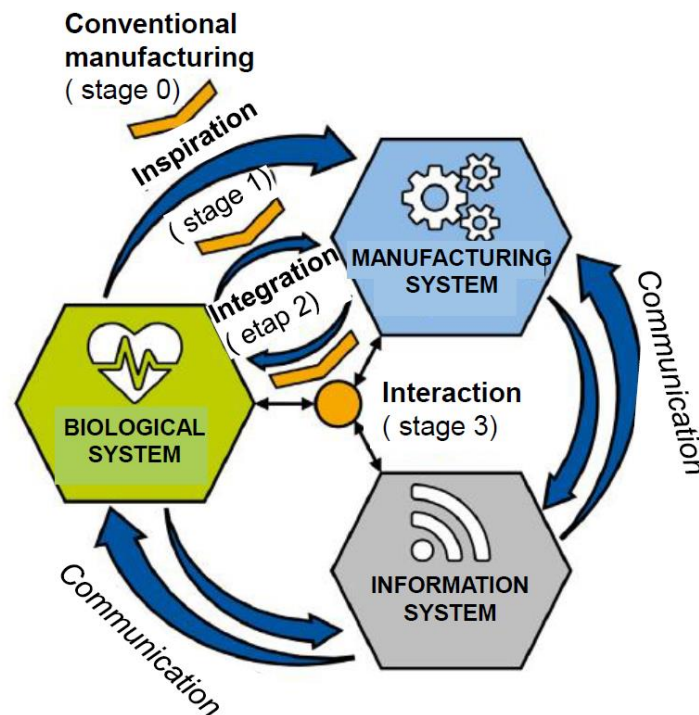 Conventional
manufacturing
( stage 0)
Inspiration
( stage 1)
Integration
( etap 2)
MANUFACTURING
SYSTEM
Communication
BIOLOGICAL
SYSTEM
Interaction
( stage 3)
INFORMATION
SYSTEM
Communication